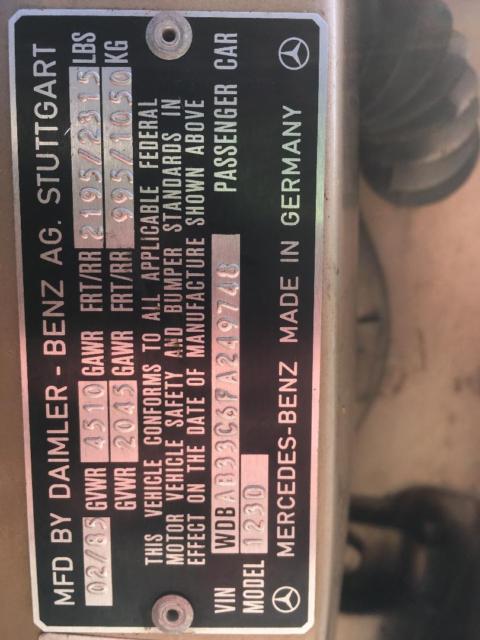 MFD BY DAIMLER - BENZ AG. STUTTGART
02/85 GVWR 4510 GAWR FRT/RR 2195/2315 LBS
GVWR 2045 GAWR FRT/RR 995/1050 KG
THIS VEHICLE CONFORMS TO ALL APPLICABLE FEDERAL
MOTOR VEHICLE SAFETY AND BUMPER STANDARDS IN
EFFECT ON THE DATE OF MANUFACTURE SHOWN ABOVE
VIN WDBAB33C6FA249748 PASSENGER CAR
MODEL 1230
MERCEDES-BENZ MADE IN GERMANY